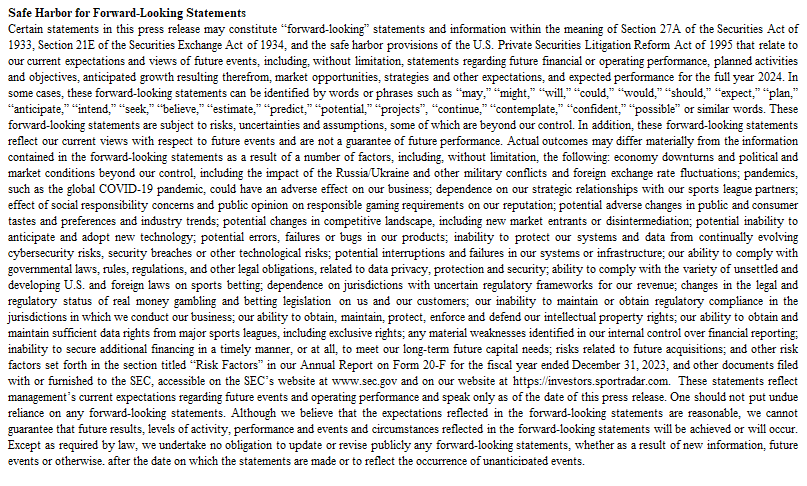 Safe Harbor for Forward-Looking Statements
Certain statements in this press release may constitute “forward-looking” statements and information within the meaning of Section 27A of the Securities Act of
1933, Section 21E of the Securities Exchange Act of 1934, and the safe harbor provisions of the U.S. Private Securities Litigation Reform Act of 1995 that relate to
our current expectations and views of future events, including, without limitation, statements regarding future financial or operating performance, planned activities
and objectives, anticipated growth resulting therefrom, market opportunities, strategies and other expectations, and expected performance for the full year 2024. In
some cases, these forward-looking statements can be identified by words or phrases such as “may,” “might,” “will,” “could,” “would,” “should,” “expect,” “plan,”
“anticipate,” “intend,” “seek,” “believe,” “estimate,” “predict,” “potential,” “projects”, “continue,” “contemplate,” “confident,” “possible” or similar words. These
forward-looking statements are subject to risks, uncertainties and assumptions, some of which are beyond our control. In addition, these forward-looking statements
reflect our current views with respect to future events and are not a guarantee of future performance. Actual outcomes may differ materially from the information
contained in the forward-looking statements as a result of a number of factors, including, without limitation, the following: economy downturns and political and
market conditions beyond our control, including the impact of the Russia/Ukraine and other military conflicts and foreign exchange rate fluctuations; pandemics,
such as the global COVID-19 pandemic, could have an adverse effect on our business; dependence on our strategic relationships with our sports league partners;
effect of social responsibility concerns and public opinion on responsible gaming requirements on our reputation; potential adverse changes in public and consumer
tastes and preferences and industry trends; potential changes in competitive landscape, including new market entrants or disintermediation; potential inability to
anticipate and adopt new technology; potential errors, failures or bugs in our products; inability to protect our systems and data from continually evolving
cybersecurity risks, security breaches or other technological risks; potential interruptions and failures in our systems or infrastructure; our ability to comply with
governmental laws, rules, regulations, and other legal obligations, related to data privacy, protection and security; ability to comply with the variety of unsettled and
developing U.S. and foreign laws on sports betting; dependence on jurisdictions with uncertain regulatory frameworks for our revenue; changes in the legal and
regulatory status of real money gambling and betting legislation on us and our customers; our inability to maintain or obtain regulatory compliance in the
jurisdictions in which we conduct our business; our ability to obtain, maintain, protect, enforce and defend our intellectual property rights; our ability to obtain and
maintain sufficient data rights from major sports leagues, including exclusive rights; any material weaknesses identified in our internal control over financial reporting;
inability to secure additional financing in a timely manner, or at all, to meet our long-term future capital needs; risks related to future acquisitions; and other risk
factors set forth in the section titled “Risk Factors” in our Annual Report on Form 20-F for the fiscal year ended December 31, 2023, and other documents filed
with or furnished to the SEC, accessible on the SEC’s website at www.sec.gov and on our website at https://investors.sportradar.com. These statements reflect
management’s current expectations regarding future events and operating performance and speak only as of the date of this press release. One should not put undue
reliance on any forward-looking statements. Although we believe that the expectations reflected in the forward-looking statements are reasonable, we cannot
guarantee that future results, levels of activity, performance and events and circumstances reflected in the forward-looking statements will be achieved or will occur.
Except as required by law, we undertake no obligation to update or revise publicly any forward-looking statements, whether as a result of new information, future
events or otherwise, after the date on which the statements are made or to reflect the occurrence of unanticipated events.